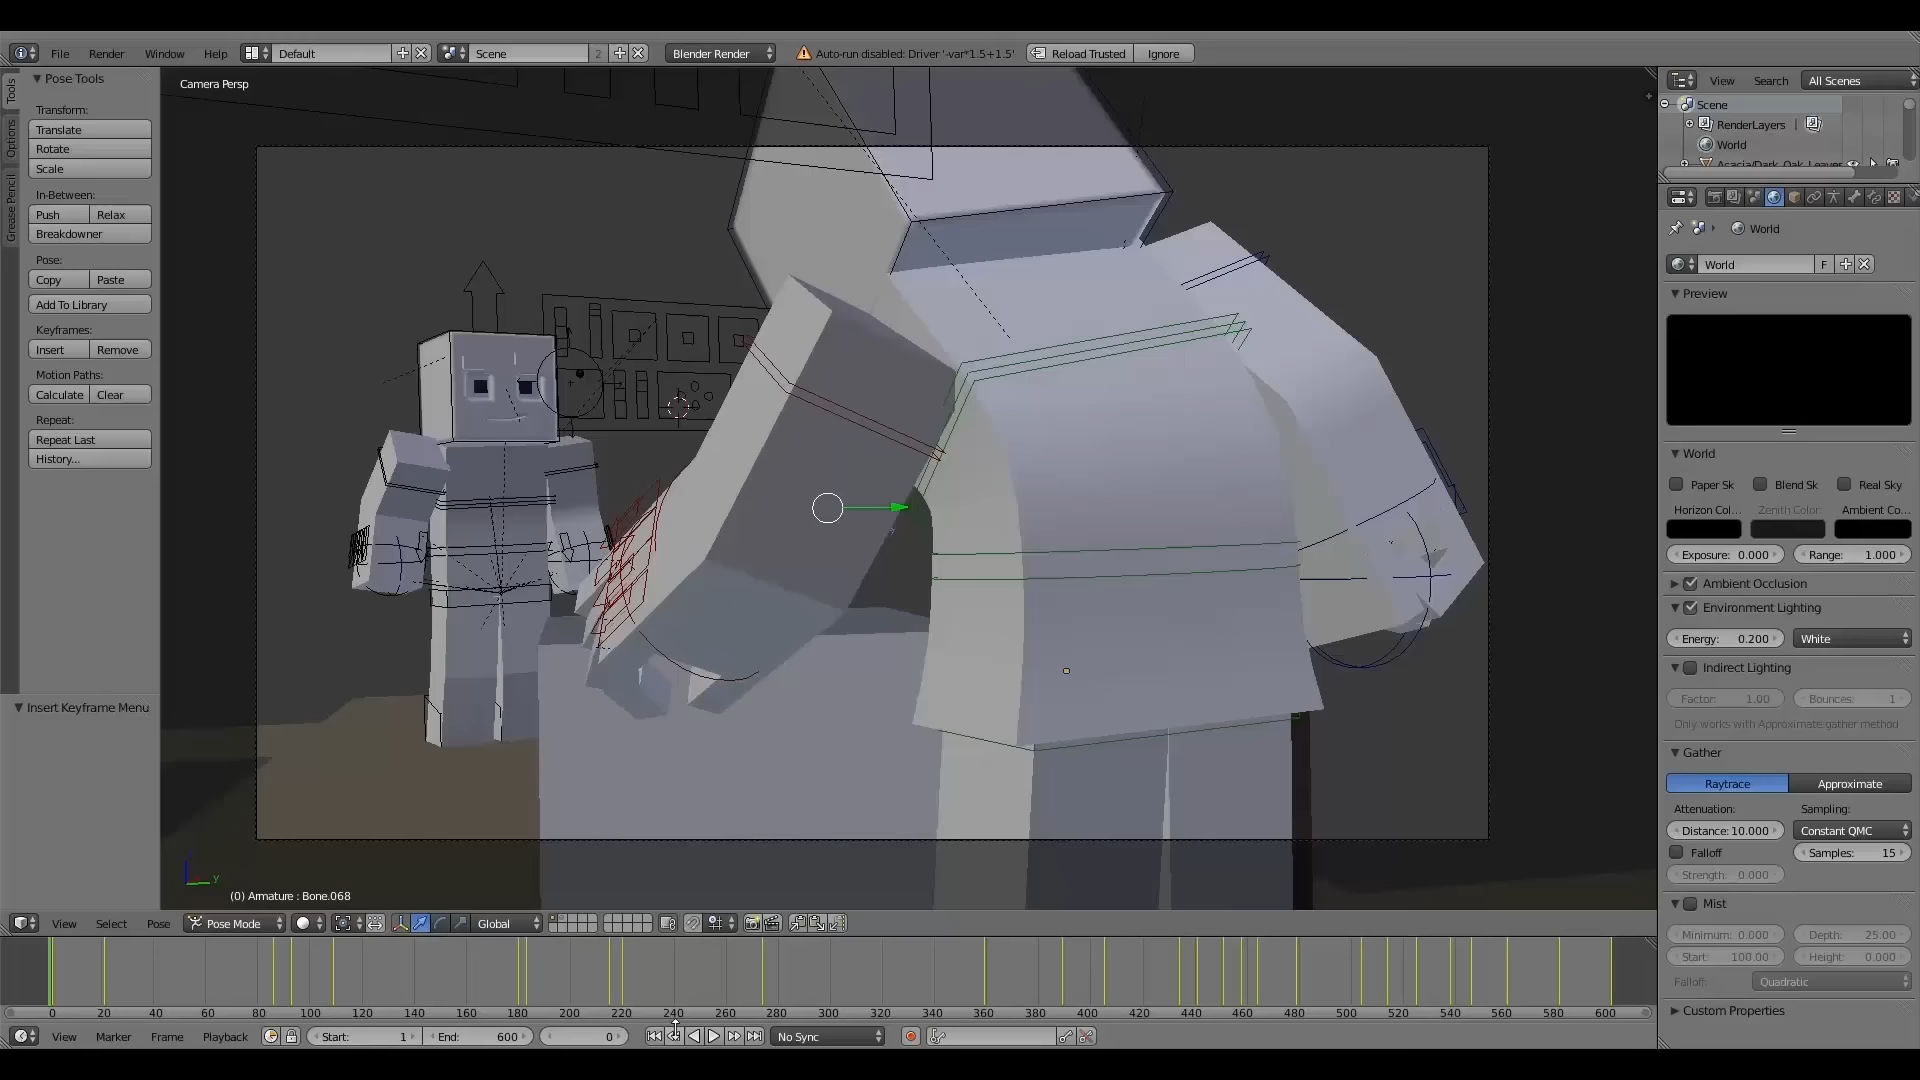 File Render Window Help Default Scene 2 Blender Render Auto-run disabled: Driver '-var*1.5+1.5' Reload Trusted Ignore
Tools
Options
Grease Pencil
Pose Tools
Transform:
Translate
Rotate
Scale
In-Between:
Push Relax
Breakdowner
Pose:
Copy Paste
Add To Library
Keyframes:
Insert Remove
Motion Paths:
Calculate Clear
Repeat:
Repeat Last
History...
Insert Keyframe Menu
Camera Persp
Y
(0) Armature : Bone.068
View Search All Scenes
Scene
RenderLayers |
World
Acacia/Dark_Oak_Leaves
World
World F
Preview
World
Paper Sk Blend Sk Real Sky
Horizon Col... Zenith Color: Ambient Co...
Exposure: 0.000 Range: 1.000
Ambient Occlusion
Environment Lighting
Energy: 0.200 White
Indirect Lighting
Factor: 1.00 Bounces: 1
Only works with Approximate gather method
Gather
Raytrace Approximate
Attenuation: Sampling:
Distance: 10.000 Constant QMC
Falloff Samples: 15
Strength: 0.000
Mist
Minimum: 0.000 Depth: 25.00
Start: 100.00 Height: 0.000
Falloff: Quadratic
Custom Properties
View Select Pose Pose Mode Global
0 20 40 60 80 100 120 140 160 180 200 220 240 260 280 300 320 340 360 380 400 420 440 460 480 500 520 540 560 580 600
View Marker Frame Playback Start: 1 End: 600 0 No Sync